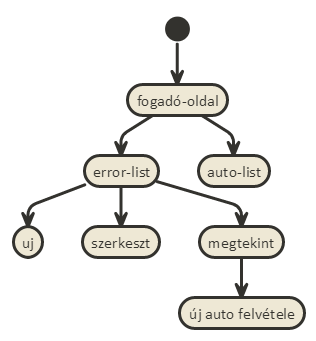 fogadó-oldal
error-list
auto-list
uj
szerkeszt
megtekint
új auto felvétele